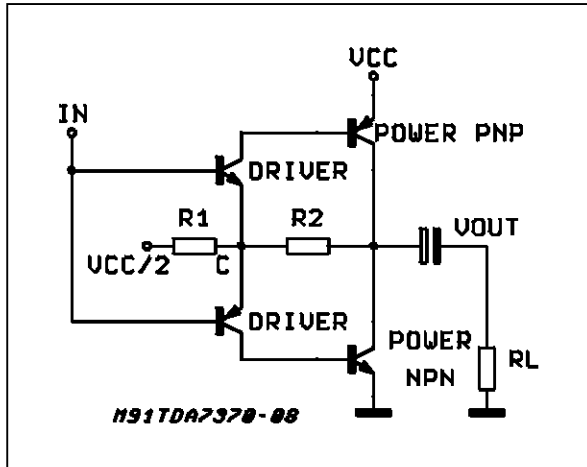 VCC
IN
POWER PNP
DRIVER
R1
R2
VOUT
VCC/2
C
DRIVER
POWER
NPN
RL
M91TDA7370-08